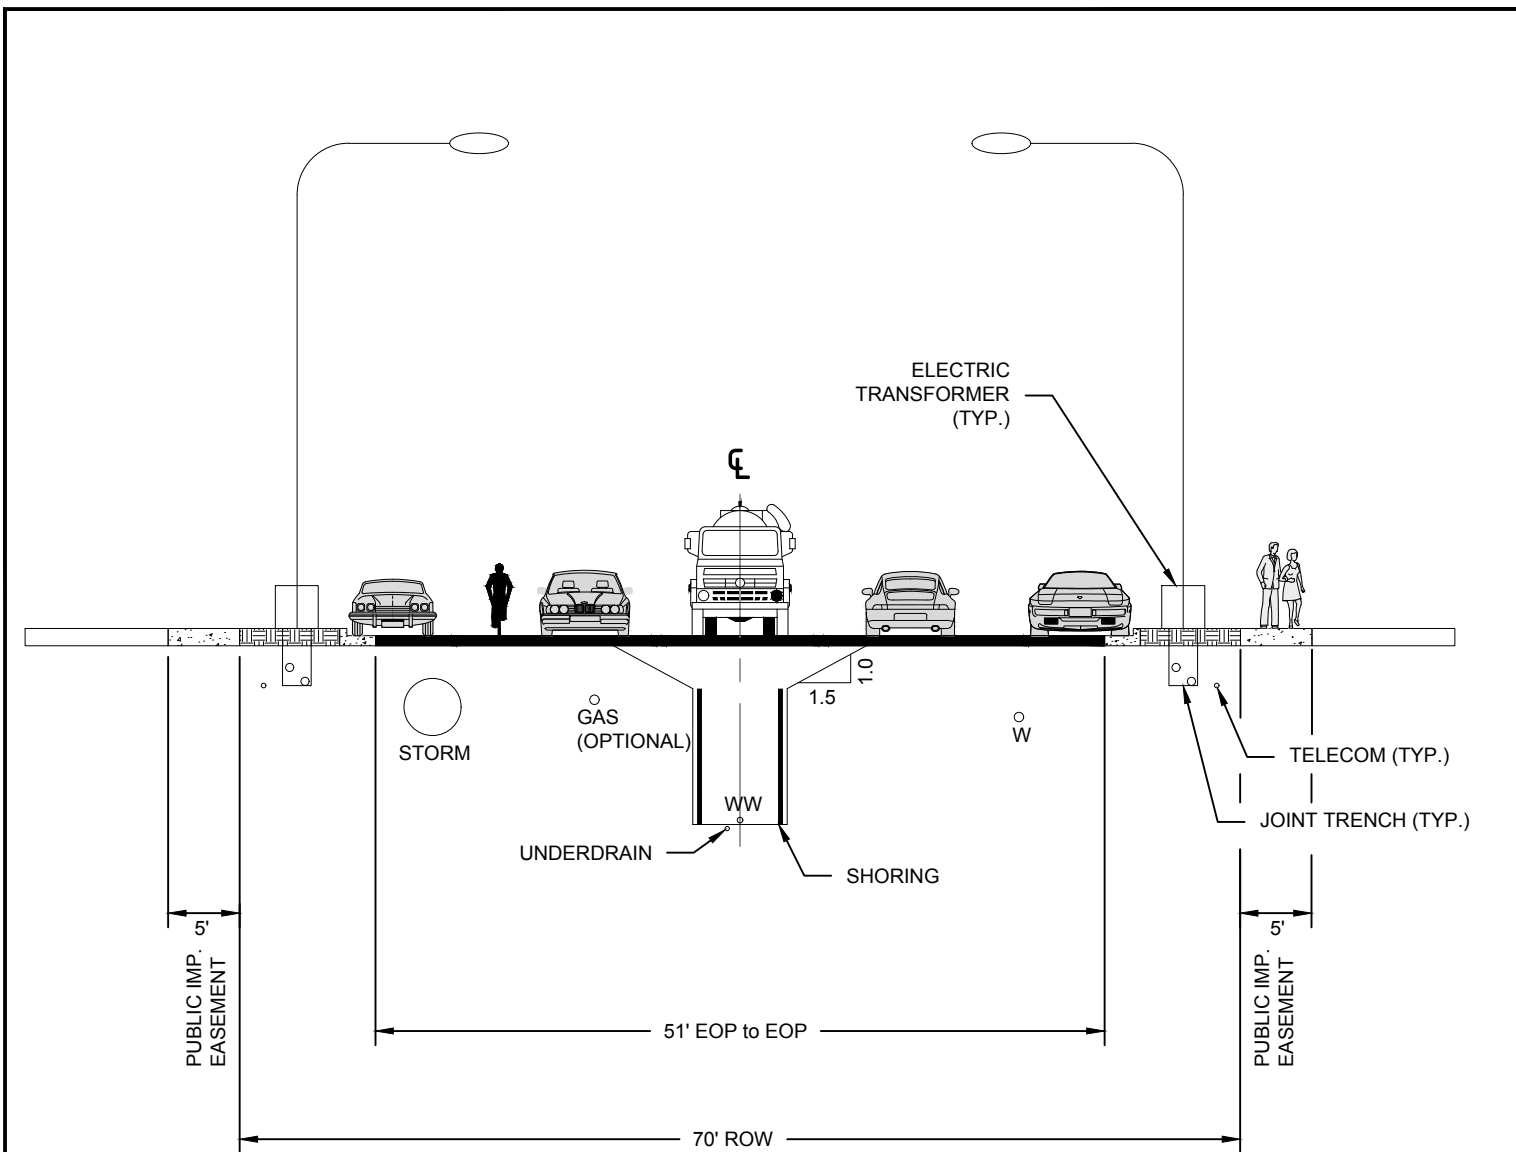 ELECTRIC
TRANSFORMER
(TYP.)
℄
1.0
1.5
GAS
(OPTIONAL)
STORM
W
TELECOM (TYP.)
WW
JOINT TRENCH (TYP.)
UNDERDRAIN
SHORING
5'
PUBLIC IMP.
EASEMENT
5'
PUBLIC IMP.
EASEMENT
51' EOP to EOP
70' ROW